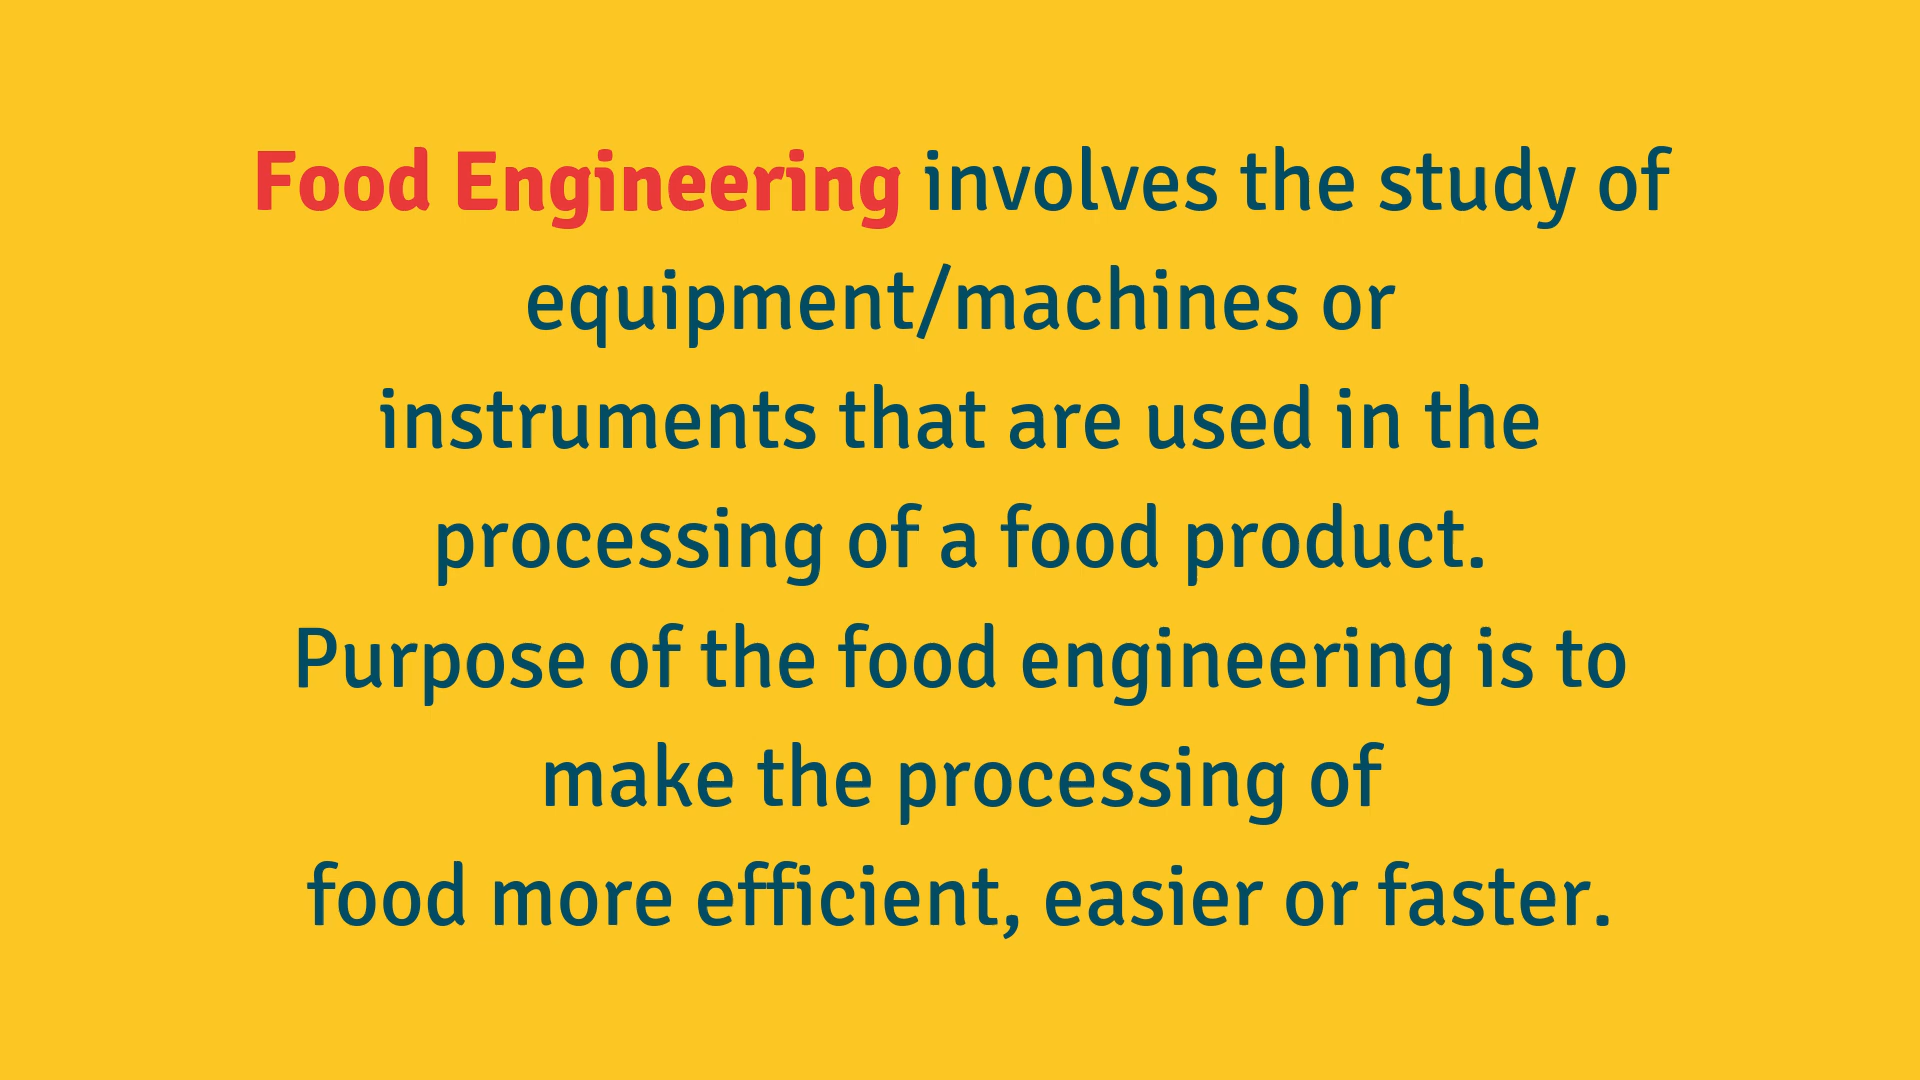 Food Engineering involves the study of
equipment/machines or
instruments that are used in the
processing of a food product.
Purpose of the food engineering is to
make the processing of
food more efficient, easier or faster.